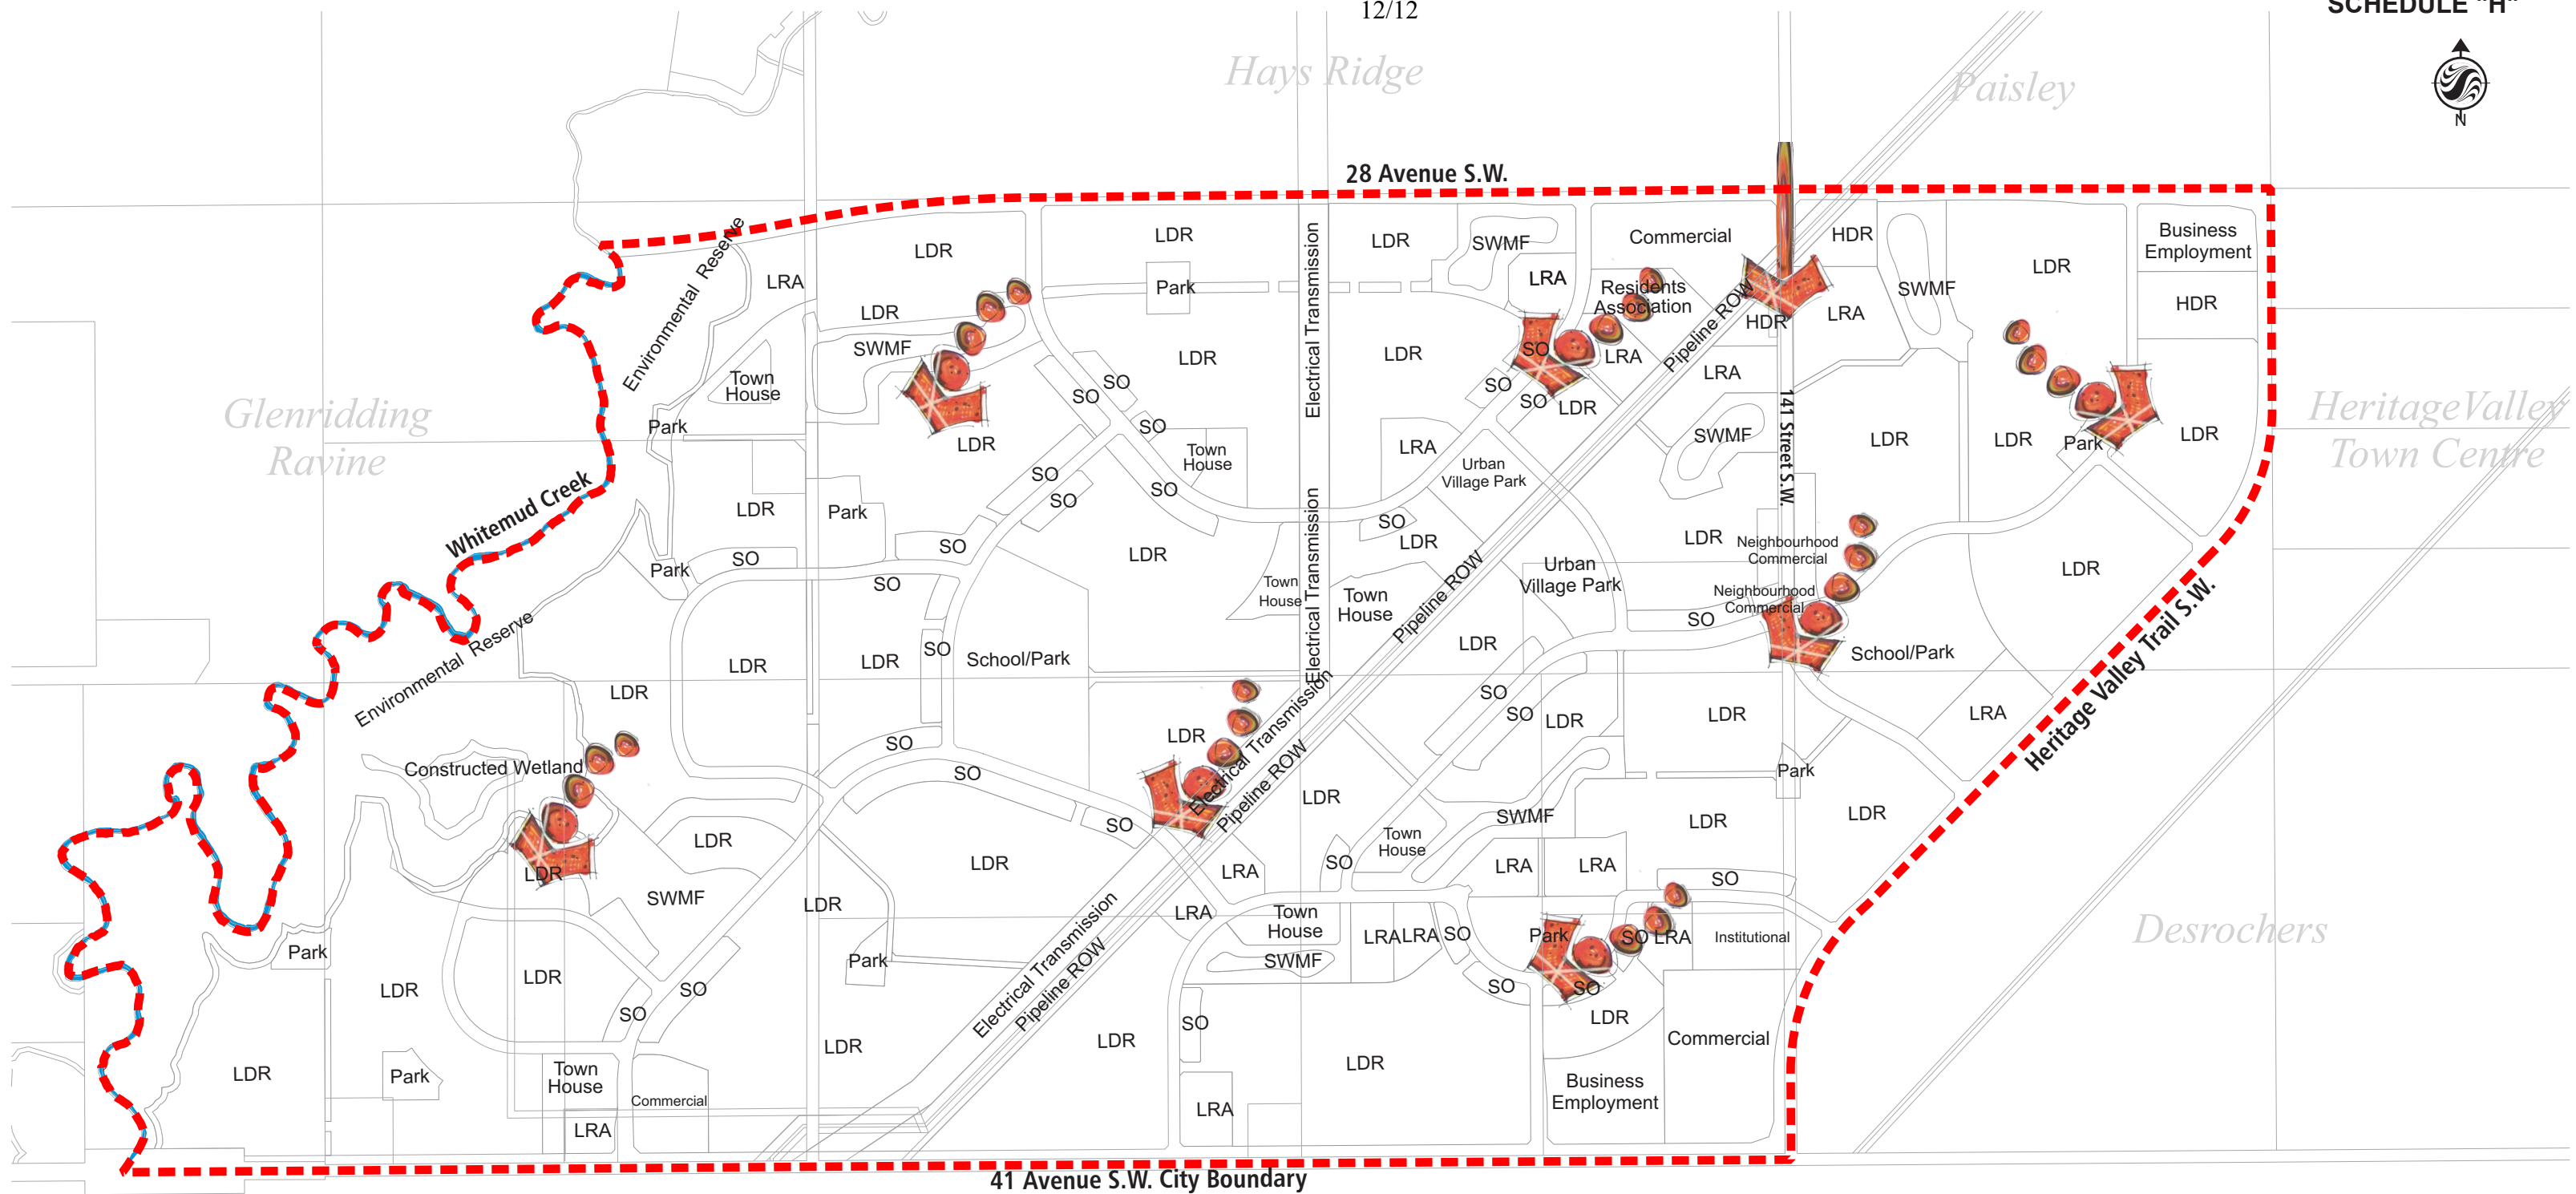 12/12
SCHEDULE "H"
Hays Ridge
Paisley
N
28 Avenue S.W.
Environmental Reserve
LRA
LDR
LDR
SWMF
LDR
Town
House
Park
LDR
Park
LDR
Electrical Transmission
LDR
SWMF
LRA
Commercial
Residents
Association
HDR
HDR
LRA
SWMF
LDR
Business
Employment
HDR
LDR
SO
SO
SO
LDR
LRA
Pipeline ROW
LRA
141 Street S.W.
SWMF
LDR
LDR
Park
LDR
Heritage Valley
Town Centre
Glenridding
Ravine
Whitemud Creek
SO
SO
SO
Town
House
SO
SO
SO
LRA
Urban
Village Park
SO
LDR
LDR
Park
Park
SO
SO
SO
LDR
Electrical Transmission
Town
House
Town
House
Pipeline ROW
Urban
Village Park
LDR
Neighbourhood
Commercial
Neighbourhood
Commercial
SO
LDR
School/Park
LDR
Heritage Valley Trail S.W.
Environmental Reserve
LDR
LDR
LDR
SO
School/Park
LDR
SO
SO
LDR
LDR
LRA
Park
Constructed Wetland
SO
SO
LDR
Electrical Transmission
Pipeline ROW
LDR
SWMF
Town
House
LDR
LDR
LDR
LDR
SWMF
LDR
LDR
SO
LRA
SO
LRA
LRA
SO
Park
LDR
LDR
SO
SO
Park
LRA
Town
House
SWMF
LRA
LRA
SO
SO
Park
SO
LRA
SO
Institutional
Desrochers
Electrical Transmission
Pipeline ROW
LDR
Park
Town
House
LRA
Commercial
LDR
LDR
SO
LRA
LDR
LDR
Business
Employment
Commercial
41 Avenue S.W. City Boundary